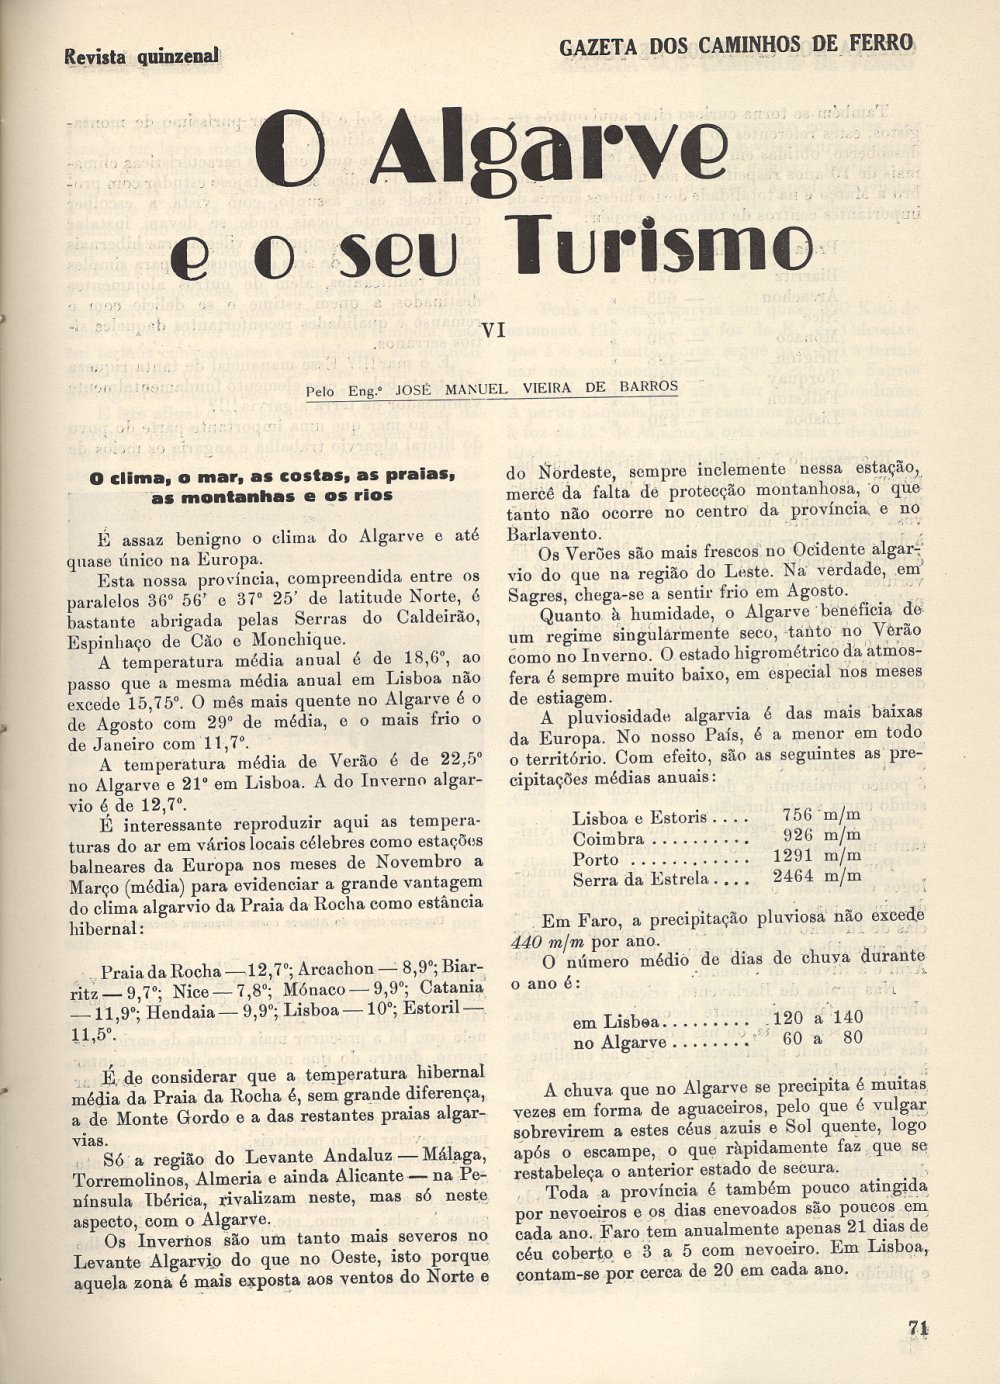 Revista quinzenal
GAZETA DOS CAMINHOS DE FERRO
O Algarve
e o seu Turismo
VI
Pelo Eng.º JOSÉ MANUEL VIEIRA DE BARROS
O clima, o mar, as costas, as praias,
as montanhas e os rios
É assaz benigno o clima do Algarve e até
quase único na Europa.
Esta nossa província, compreendida entre os
paralelos 36º 56' e 37º 25' de latitude Norte, é
bastante abrigada pelas Serras do Caldeirão,
Espinhaço de Cão e Monchique.
A temperatura média anual é de 18,6º, ao
passo que a mesma média anual em Lisboa não
excede 15,75º. O mês mais quente no Algarve é o
de Agosto com 29º de média, e o mais frio o
de Janeiro com 11,7º.
A temperatura média de Verão é de 22,5º
no Algarve e 21º em Lisboa. A do Inverno algar-
vio é de 12,7º.
É interessante reproduzir aqui as tempera-
turas do ar em vários locais célebres como estações
balneares da Europa nos meses de Novembro a
Março (média) para evidenciar a grande vantagem
do clima algarvio da Praia da Rocha como estância
hibernal:
Praia da Rocha — 12,7º; Arcachon — 8,9º; Biar-
ritz — 9,7º; Nice — 7,8º; Mónaco — 9,9º; Catania
— 11,9º; Hendaia — 9,9º; Lisboa — 10º; Estoril —
11,5º.
É de considerar que a temperatura hibernal
média da Praia da Rocha é, sem grande diferença,
a de Monte Gordo e a das restantes praias algar-
vias.
Só a região do Levante Andaluz — Málaga,
Torremolinos, Almeria e ainda Alicante — na Pe-
nínsula Ibérica, rivalizam neste, mas só neste
aspecto, com o Algarve.
Os Invernos são um tanto mais severos no
Levante Algarvio do que no Oeste, isto porque
aquela zona é mais exposta aos ventos do Norte e
do Nordeste, sempre inclemente nessa estação,
mercê da falta de protecção montanhosa, o que
tanto não ocorre no centro da província e no
Barlavento.
Os Verões são mais frescos no Ocidente algar-
vio do que na região do Leste. Na verdade, em
Sagres, chega-se a sentir frio em Agosto.
Quanto à humidade, o Algarve beneficia de
um regime singularmente seco, tanto no Verão
como no Inverno. O estado higrométrico da atmos-
fera é sempre muito baixo, em especial nos meses
de estiagem.
A pluviosidade algarvia é das mais baixas
da Europa. No nosso País, é a menor em todo
o território. Com efeito, são as seguintes as pre-
cipitações médias anuais:
Lisboa e Estoris .... 756 m/m
Coimbra .......... 926 m/m
Porto ............ 1291 m/m
Serra da Estrela .... 2464 m/m
Em Faro, a precipitação pluviosa não excede
440 m/m por ano.
O número médio de dias de chuva durante
o ano é:
em Lisboa......... 120 a 140
no Algarve ........ 60 a 80
A chuva que no Algarve se precipita é muitas
vezes em forma de aguaceiros, pelo que é vulgar
sobrevirem a estes céus azuis e Sol quente, logo
após o escampe, o que ràpidamente faz que se
restabeleça o anterior estado de secura.
Toda a província é também pouco atingida
por nevoeiros e os dias enevoados são poucos em
cada ano. Faro tem anualmente apenas 21 dias de
céu coberto e 3 a 5 com nevoeiro. Em Lisboa,
contam-se por cerca de 20 em cada ano.
71